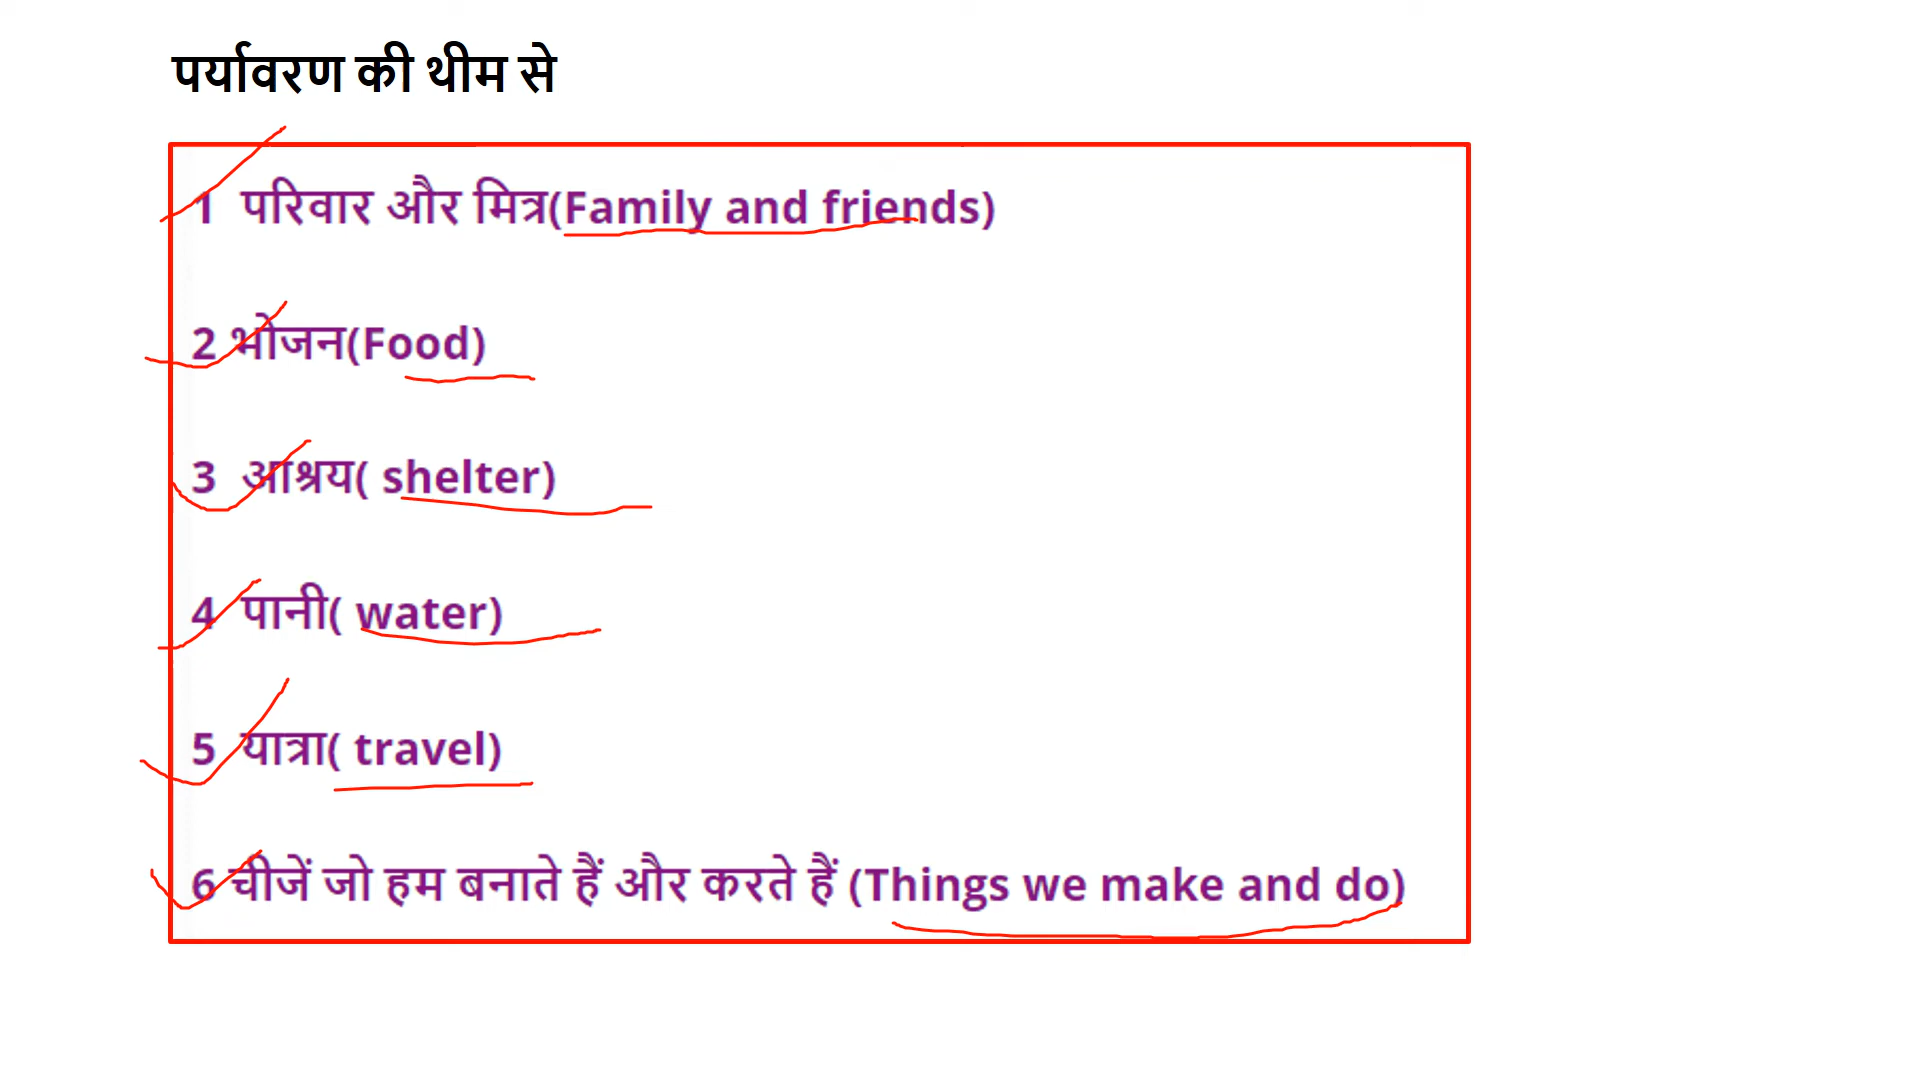 पर्यावरण की थीम से
1 परिवार और मित्र(Family and friends)
2 भोजन(Food)
3 आश्रय( shelter)
4 पानी( water)
5 यात्रा( travel)
6 चीजें जो हम बनाते हैं और करते हैं (Things we make and do)